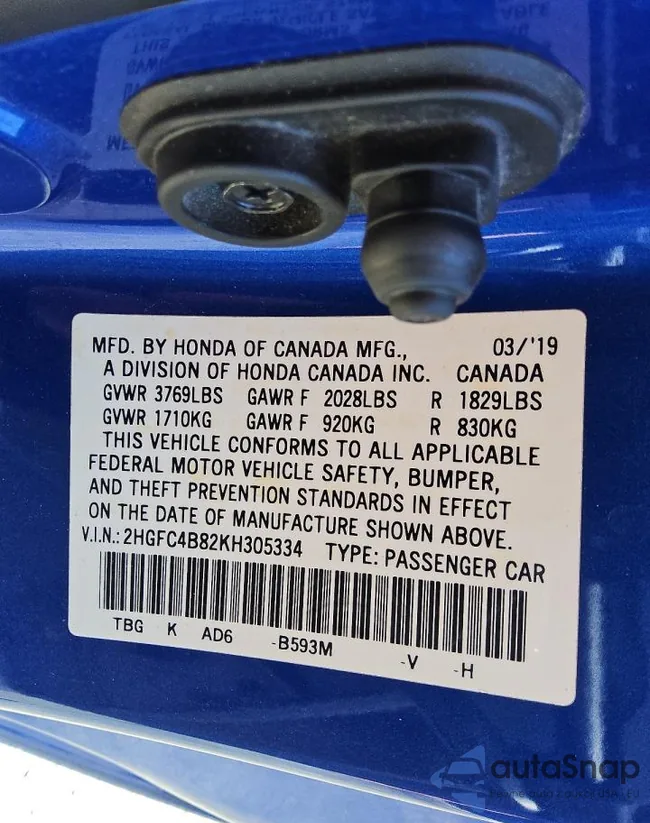 MFD. BY HONDA OF CANADA MFG., 03/'19
A DIVISION OF HONDA CANADA INC. CANADA
GVWR 3769LBS GAWR F 2028LBS R 1829LBS
GVWR 1710KG GAWR F 920KG R 830KG
THIS VEHICLE CONFORMS TO ALL APPLICABLE
FEDERAL MOTOR VEHICLE SAFETY, BUMPER,
AND THEFT PREVENTION STANDARDS IN EFFECT
ON THE DATE OF MANUFACTURE SHOWN ABOVE.
V.I.N.: 2HGFC4B82KH305334 TYPE: PASSENGER CAR
TBG K AD6 -B593M -V -H
autoSnap